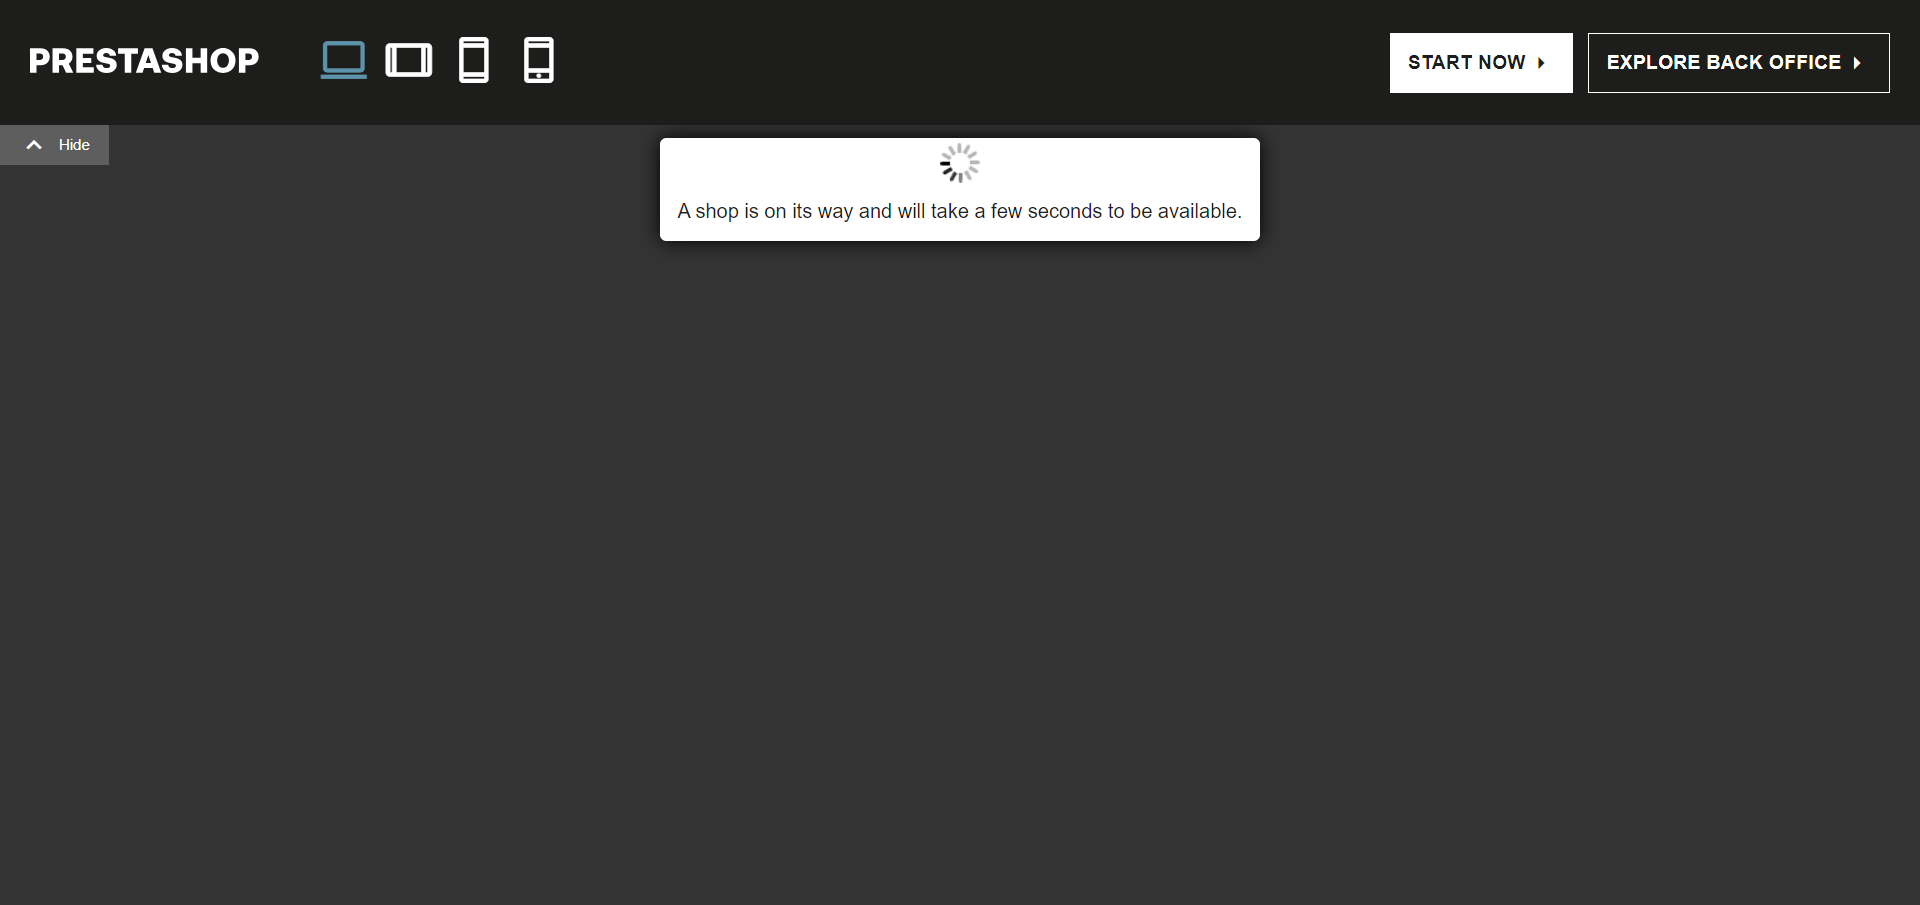 PRESTASHOP
START NOW
EXPLORE BACK OFFICE
Hide
A shop is on its way and will take a few seconds to be available.